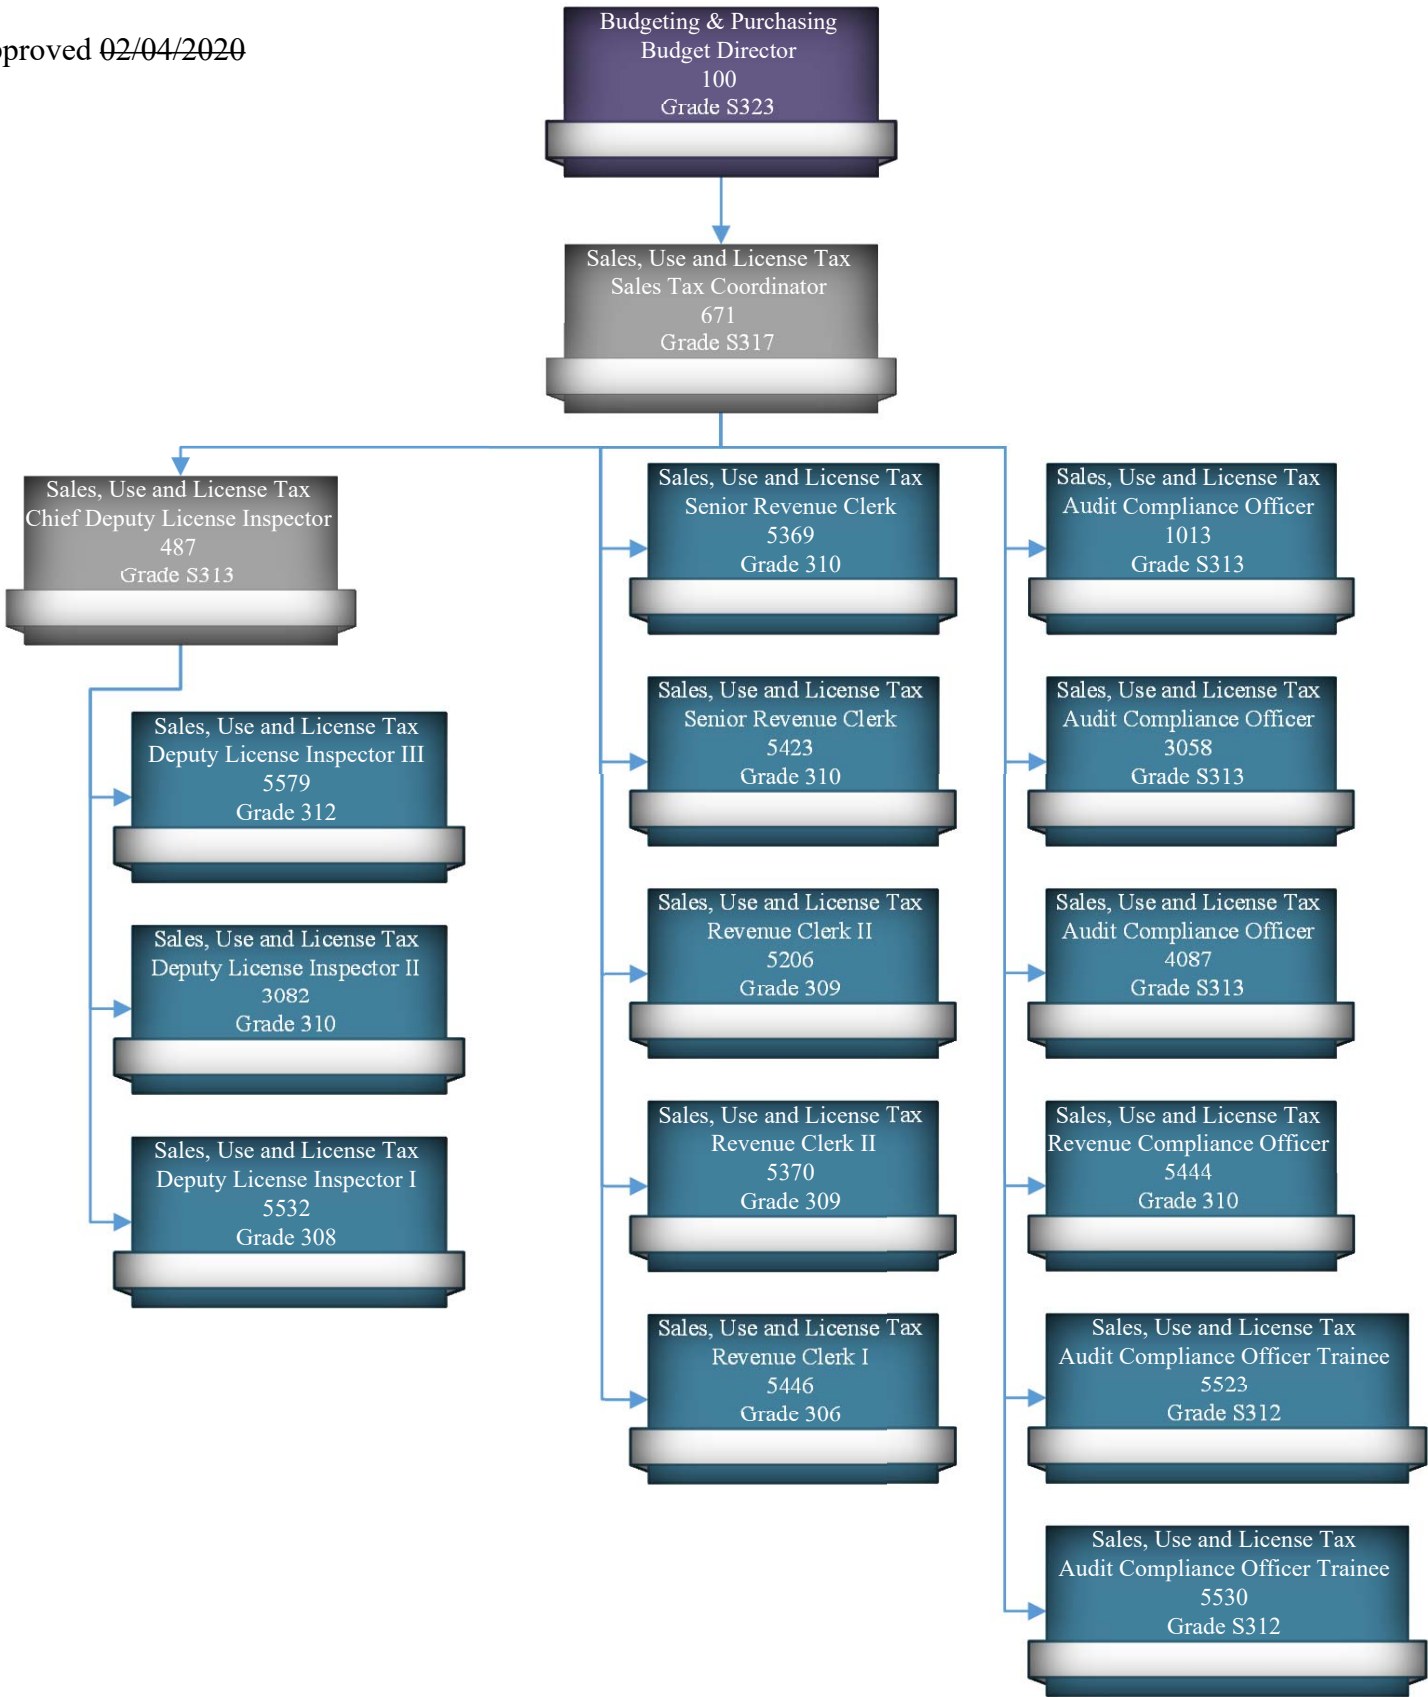 proved 02/04/2020
Budgeting & Purchasing
Budget Director
100
Grade S323
Sales, Use and License Tax
Sales Tax Coordinator
671
Grade S317
Sales, Use and License Tax
Chief Deputy License Inspector
487
Grade S313
Sales, Use and License Tax
Deputy License Inspector III
5579
Grade 312
Sales, Use and License Tax
Deputy License Inspector II
3082
Grade 310
Sales, Use and License Tax
Deputy License Inspector I
5532
Grade 308
Sales, Use and License Tax
Senior Revenue Clerk
5369
Grade 310
Sales, Use and License Tax
Senior Revenue Clerk
5423
Grade 310
Sales, Use and License Tax
Revenue Clerk II
5206
Grade 309
Sales, Use and License Tax
Revenue Clerk II
5370
Grade 309
Sales, Use and License Tax
Revenue Clerk I
5446
Grade 306
Sales, Use and License Tax
Audit Compliance Officer
1013
Grade S313
Sales, Use and License Tax
Audit Compliance Officer
3058
Grade S313
Sales, Use and License Tax
Audit Compliance Officer
4087
Grade S313
Sales, Use and License Tax
Revenue Compliance Officer
5444
Grade 310
Sales, Use and License Tax
Audit Compliance Officer Trainee
5523
Grade S312
Sales, Use and License Tax
Audit Compliance Officer Trainee
5530
Grade S312